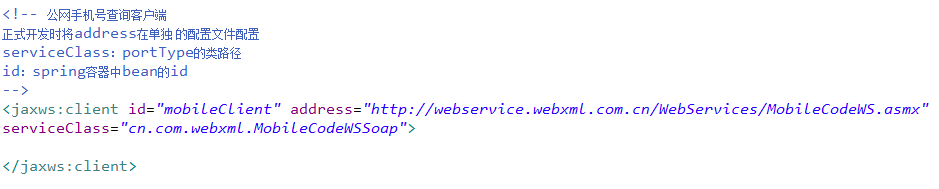 <!-- 公网手机号查询客户端
正式开发时将address在单独 的配置文件配置
serviceClass：portType的类路径
id：spring容器中bean的id
-->
<jaxws:client id="mobileClient" address="http://webservice.webxml.com.cn/WebServices/MobileCodeWS.asmx"
serviceClass="cn.com.webxml.MobileCodeWSSoap">
</jaxws:client>